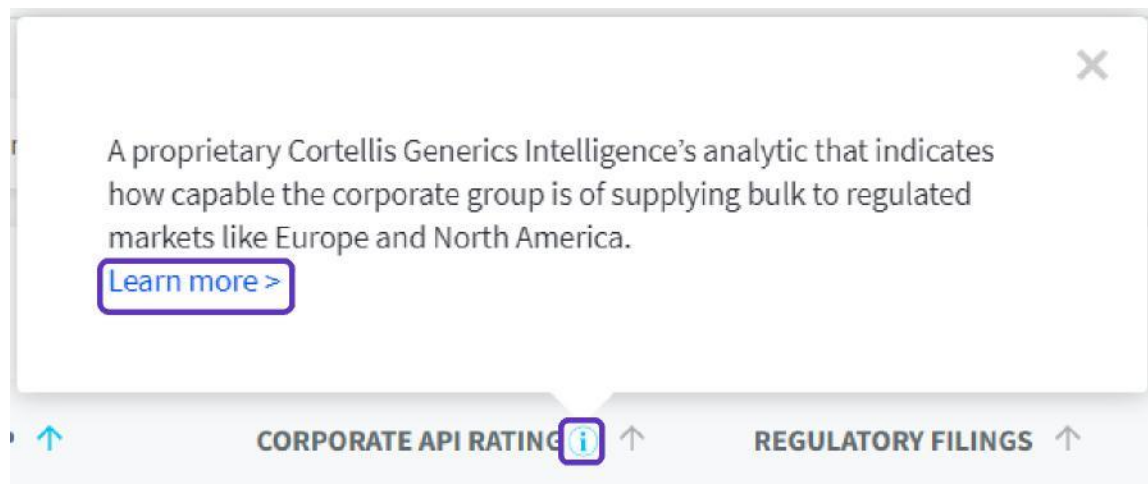 A proprietary Cortellis Generics Intelligence’s analytic that indicates
how capable the corporate group is of supplying bulk to regulated
markets like Europe and North America.
Learn more >
CORPORATE API RATING i ↑ REGULATORY FILINGS ↑